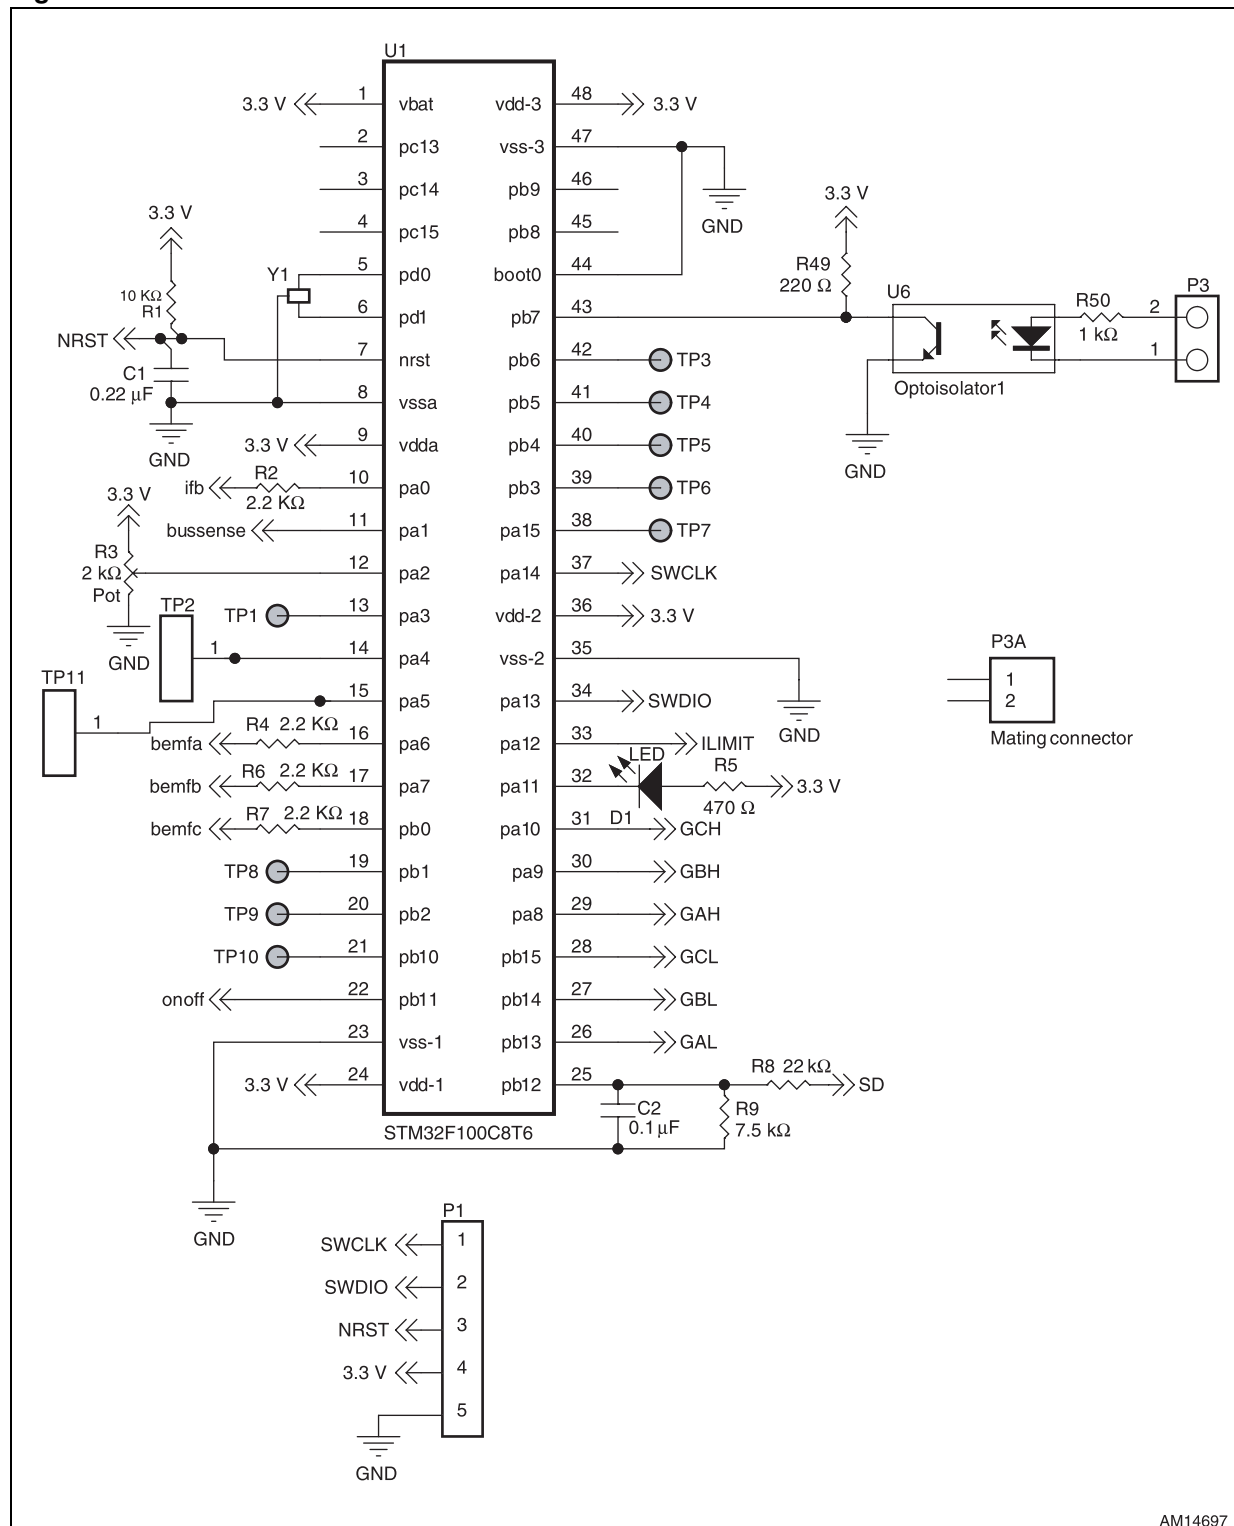 U1
1 vbat vdd-3 48
3.3 V 3.3 V
2 pc13 vss-3 47
3 pc14 pb9 46
GND
4 pc15 pb8 45
3.3 V
3.3 V
5 pd0 boot0 44
Y1
R49
220 Ω
10 KΩ
R1
6 pd1 pb7 43
U6
R50
1 kΩ
P3
2
1
Optoisolator1
GND
NRST
7 nrst pb6 42 TP3
C1
0.22 µF
8 vssa pb5 41 TP4
GND
3.3 V 9 vdda pb4 40 TP5
ifb R2 2.2 KΩ 10 pa0 pb3 39 TP6
3.3 V
bussense 11 pa1 pa15 38 TP7
R3
2 kΩ
Pot
12 pa2 pa14 37 SWCLK
GND
TP1 13 pa3 vdd-2 36 3.3 V
TP2
1 14 pa4 vss-2 35
GND
TP11
1 15 pa5 pa13 34 SWDIO
P3A
1
2
Mating connector
bemfa R4 2.2 KΩ 16 pa6 pa12 33 ILIMIT
bemfb R6 2.2 KΩ 17 pa7 pa11 32 LED R5 470 Ω 3.3 V
D1
bemfc R7 2.2 KΩ 18 pb0 pa10 31 GCH
TP8 19 pb1 pa9 30 GBH
TP9 20 pb2 pa8 29 GAH
TP10 21 pb10 pb15 28 GCL
onoff 22 pb11 pb14 27 GBL
23 vss-1 pb13 26 GAL
3.3 V 24 vdd-1 pb12 25 R8 22 kΩ SD
C2
0.1 µF
R9
7.5 kΩ
STM32F100C8T6
GND
P1
SWCLK 1
SWDIO 2
NRST 3
3.3 V 4
5
GND
AM14697